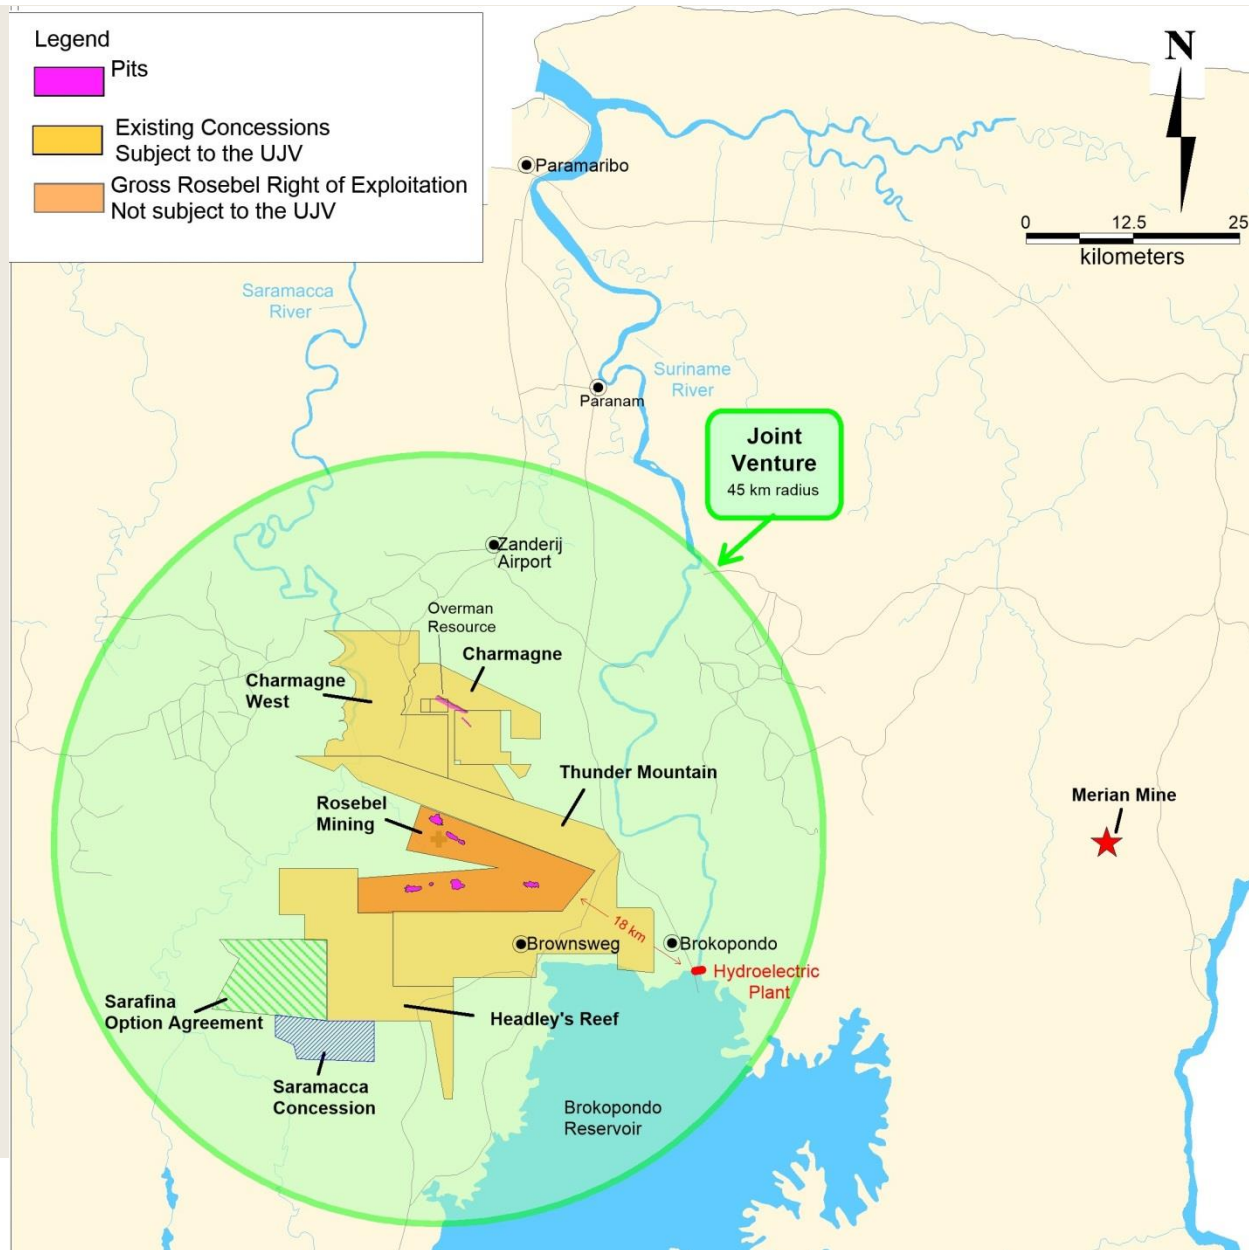 Legend
Pits
Existing Concessions
Subject to the UJV
Gross Rosebel Right of Exploitation
Not subject to the UJV
N
0 12.5 25
kilometers
Paramaribo
Saramacca
River
Suriname
River
Paranam
Joint
Venture
45 km radius
Zanderij
Airport
Overman
Resource
Charmagne
Charmagne
West
Thunder Mountain
Rosebel
Mining
Merian Mine
18 km
Brownsweg
Brokopondo
Hydroelectric
Plant
Sarafina
Option Agreement
Headley's Reef
Saramacca
Concession
Brokopondo
Reservoir